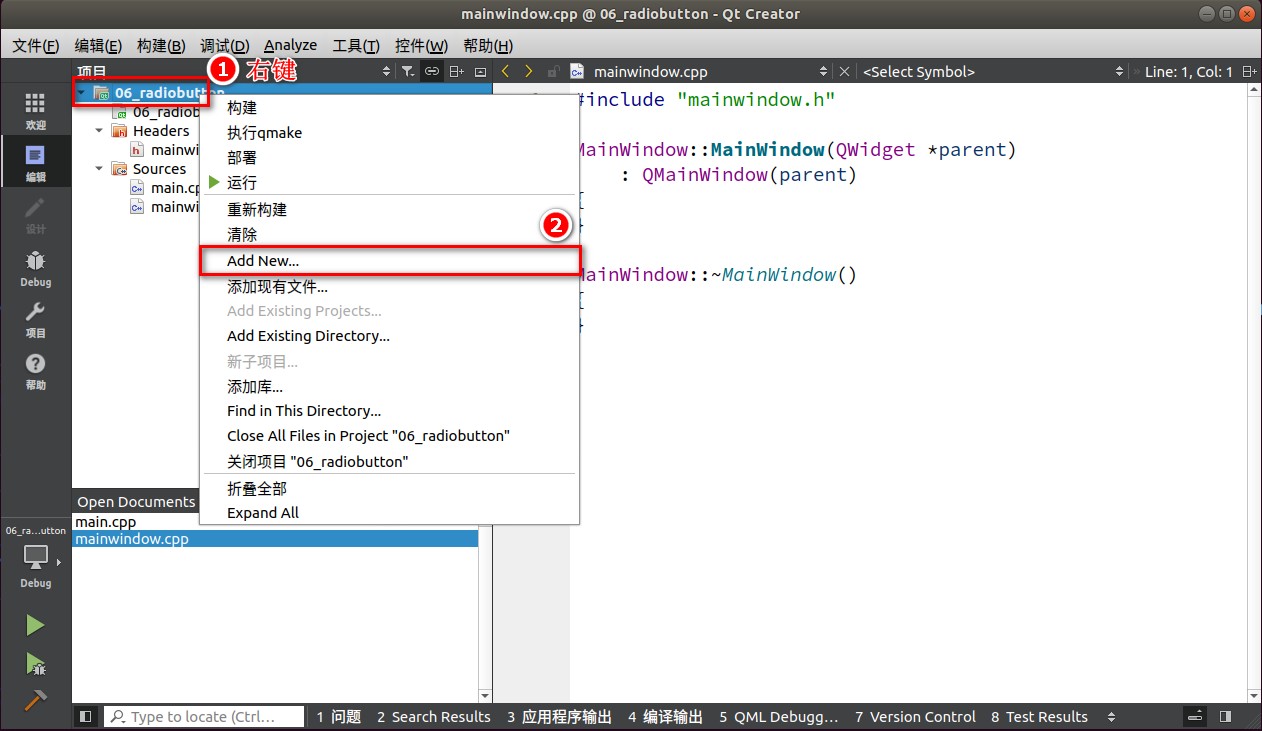 mainwindow.cpp @ 06_radiobutton - Qt Creator
文件(F) 编辑(E) 构建(B) 调试(D) Analyze 工具(T) 控件(W) 帮助(H)
项目
1 右键
mainwindow.cpp
<Select Symbol>
Line: 1, Col: 1
欢迎
编辑
设计
Debug
项目
帮助
06_radiobutton
06_radiob
Headers
mainwi
Sources
main.cp
mainwi
构建
执行qmake
部署
运行
重新构建
清除
2
Add New...
添加现有文件...
Add Existing Projects...
Add Existing Directory...
新子项目...
添加库...
Find in This Directory...
Close All Files in Project "06_radiobutton"
关闭项目 "06_radiobutton"
折叠全部
Expand All
#include "mainwindow.h"
MainWindow::MainWindow(QWidget *parent)
: QMainWindow(parent)
{
}
MainWindow::~MainWindow()
{
}
Open Documents
main.cpp
mainwindow.cpp
06_ra...utton
Debug
Type to locate (Ctrl...
1 问题 2 Search Results 3 应用程序输出 4 编译输出 5 QML Debugg... 7 Version Control 8 Test Results